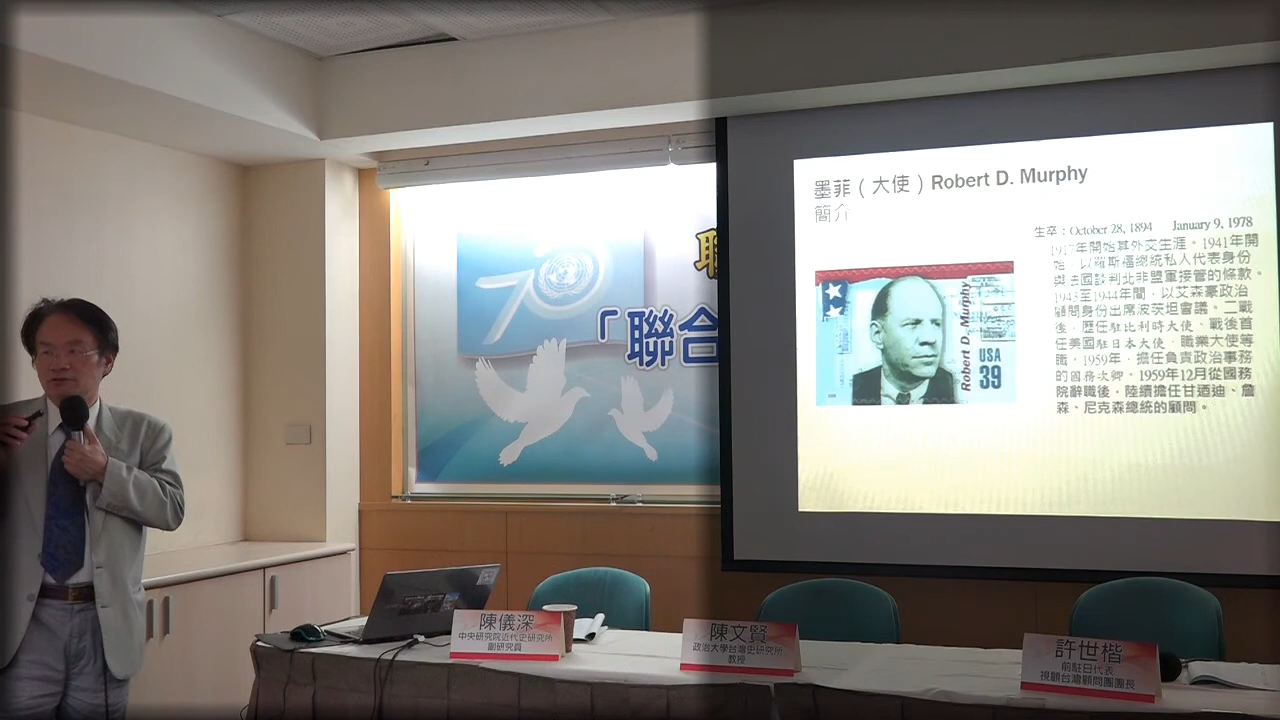 墨菲（大使）Robert D. Murphy
簡介
生卒：October 28, 1894 January 9, 1978
1917年開始其外交生涯。1941年開
始，以羅斯福總統私人代表身份
與法國談判北非盟軍接管的條款。
1943至1944年間，以艾森豪政治
顧問身份出席波茨坦會議。二戰
後，歷任駐比利時大使、戰後首
任美國駐日本大使、職業大使等
職，1959年，擔任負責政治事務
的國務次卿。1959年12月從國務
院辭職後，陸續擔任甘迺迪、詹
森、尼克森總統的顧問。
Robert D. Murphy
USA
39
70
聯
「聯合
陳儀深
中央研究院近代史研究所
副研究員
陳文賢
政治大學台灣史研究所
教授
許世楷
前駐日代表
視顧台灣顧問團團長